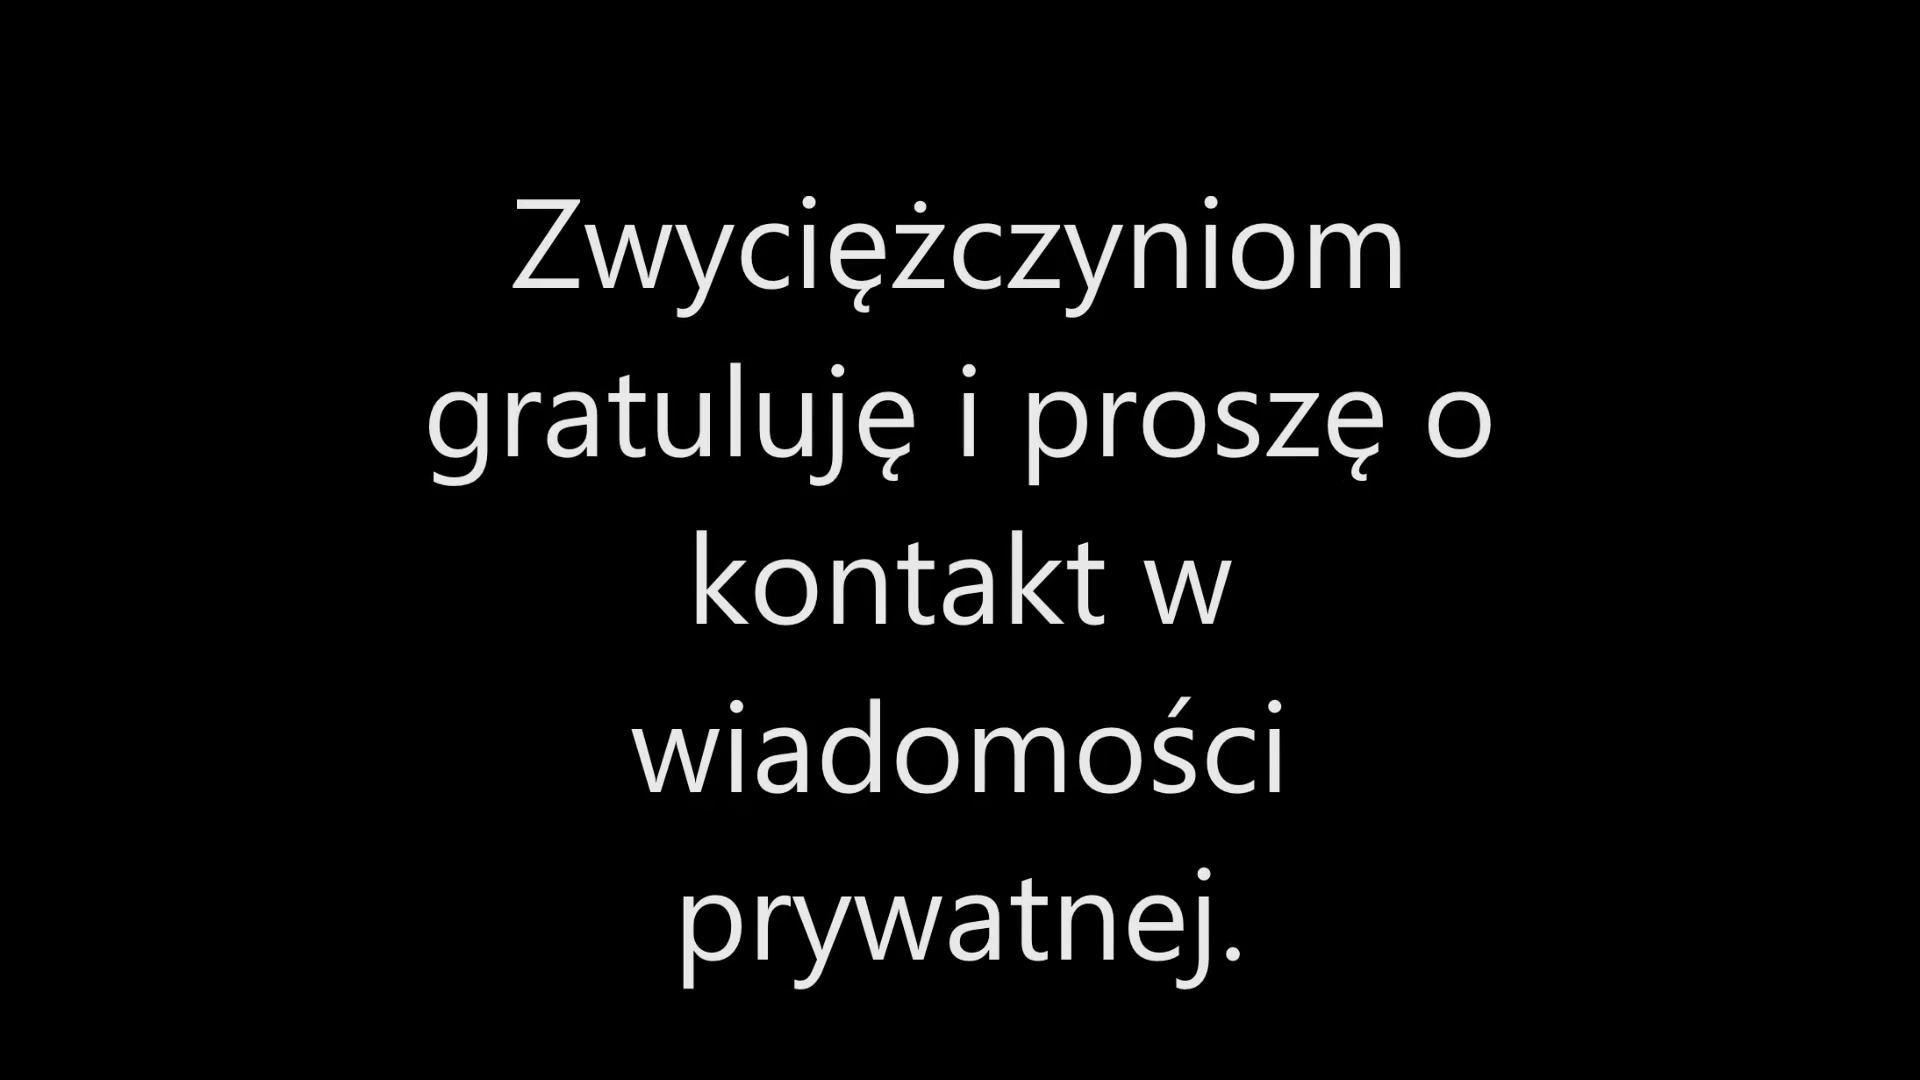 Zwyciężczyniom
gratuluję i proszę o
kontakt w
wiadomości
prywatnej.